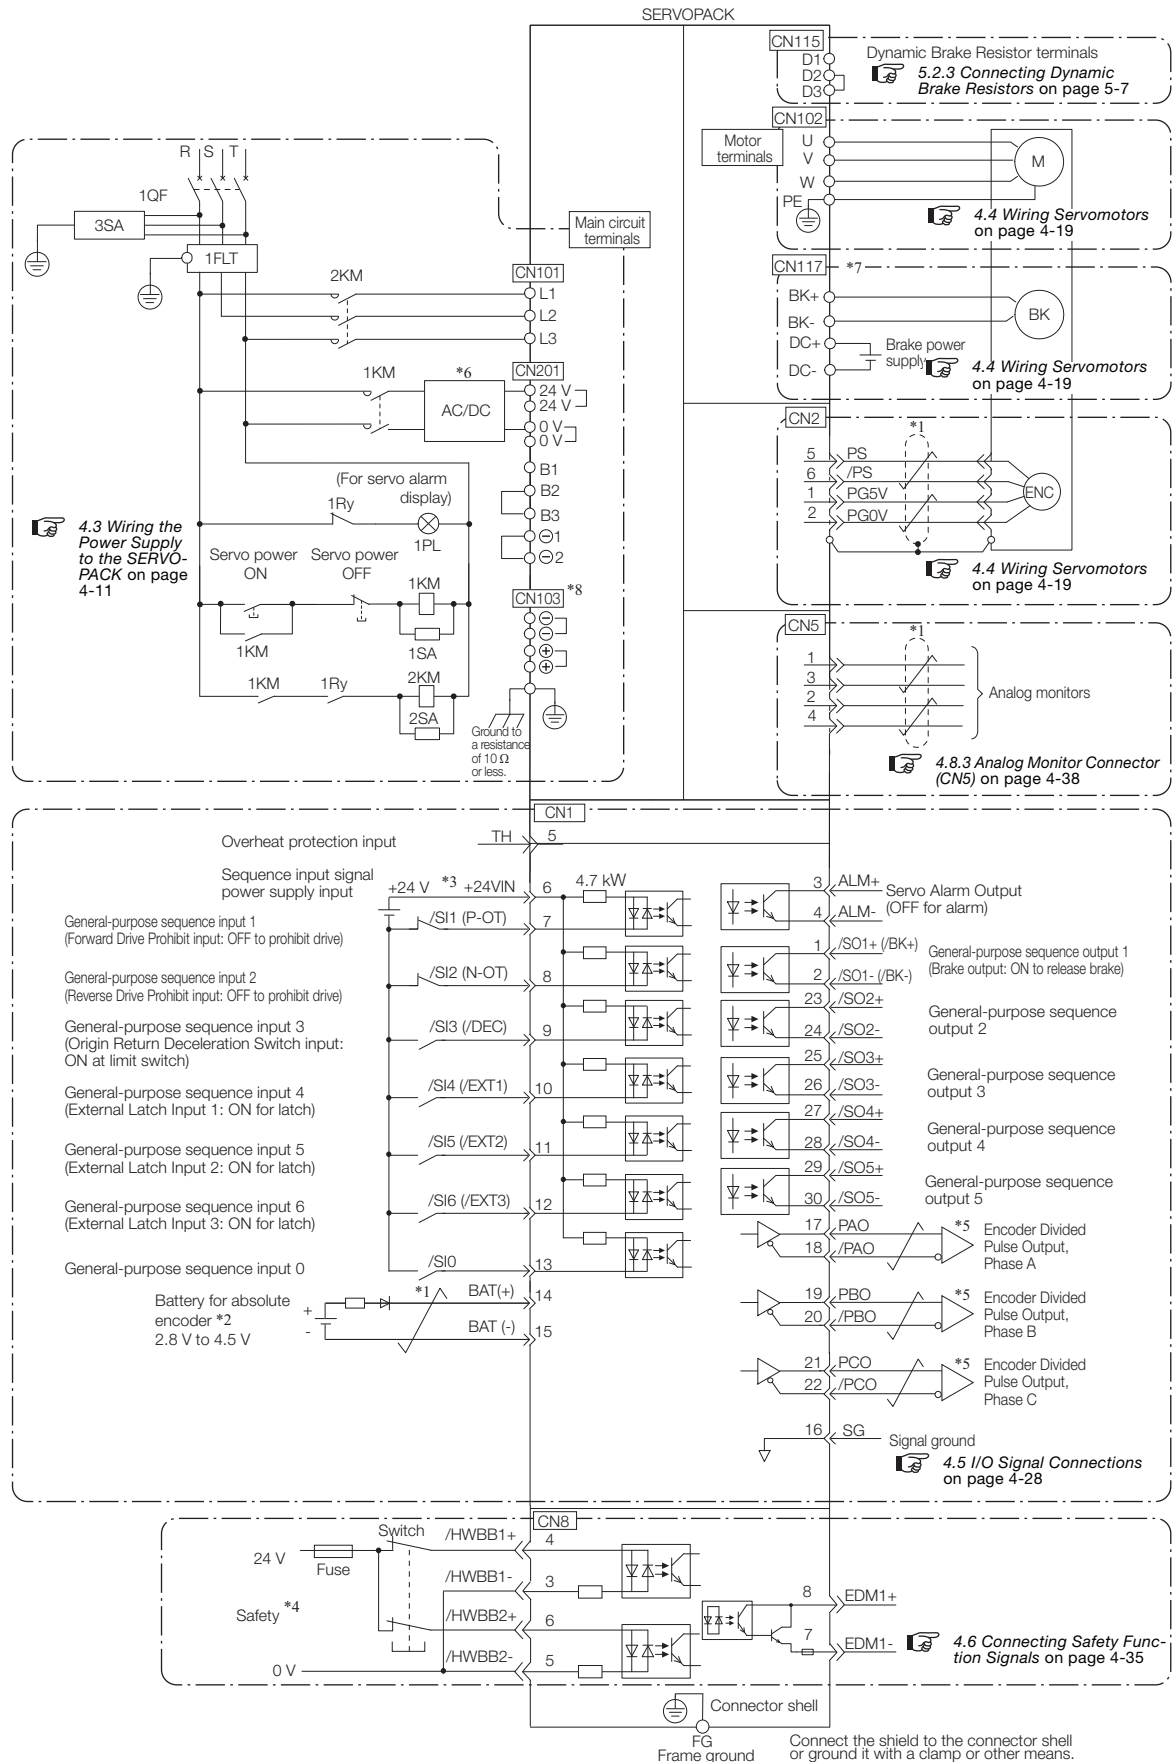 SERVOPACK
CN115
D1
D2
D3
Dynamic Brake Resistor terminals
5.2.3 Connecting Dynamic
Brake Resistors on page 5-7
CN102
Motor
terminals
U
V
W
PE
M
4.4 Wiring Servomotors
on page 4-19
CN117 *7
BK+
BK-
DC+
DC-
BK
Brake power
supply
4.4 Wiring Servomotors
on page 4-19
CN2
*1
5 PS
6 /PS
1 PG5V
2 PG0V
ENC
4.4 Wiring Servomotors
on page 4-19
CN5
*1
1
3
2
4
Analog monitors
4.8.3 Analog Monitor Connector
(CN5) on page 4-38
R S T
1QF
3SA
1FLT
Main circuit
terminals
2KM
CN101
L1
L2
L3
CN201
1KM
*6
AC/DC
24 V
24 V
0 V
0 V
B1
B2
B3
⊖1
⊖2
(For servo alarm
display)
1Ry
1PL
4.3 Wiring the
Power Supply
to the SERVO-
PACK on page
4-11
Servo power
ON
Servo power
OFF
1KM
1KM
1SA
1KM
1Ry
2KM
2SA
CN103 *8
⊖
⊖
⊕
⊕
Ground to
a resistance
of 10 Ω
or less.
CN1
Overheat protection input
TH 5
Sequence input signal
power supply input
+24 V *3 +24VIN 6
4.7 kW
General-purpose sequence input 1
(Forward Drive Prohibit input: OFF to prohibit drive)
/SI1 (P-OT) 7
General-purpose sequence input 2
(Reverse Drive Prohibit input: OFF to prohibit drive)
/SI2 (N-OT) 8
General-purpose sequence input 3
(Origin Return Deceleration Switch input:
ON at limit switch)
/SI3 (/DEC) 9
General-purpose sequence input 4
(External Latch Input 1: ON for latch)
/SI4 (/EXT1) 10
General-purpose sequence input 5
(External Latch Input 2: ON for latch)
/SI5 (/EXT2) 11
General-purpose sequence input 6
(External Latch Input 3: ON for latch)
/SI6 (/EXT3) 12
General-purpose sequence input 0
/SI0 13
Battery for absolute
encoder *2
2.8 V to 4.5 V
+
-
*1
BAT(+) 14
BAT (-) 15
3 ALM+
4 ALM-
Servo Alarm Output
(OFF for alarm)
1 /SO1+ (/BK+)
2 /SO1- (/BK-)
General-purpose sequence output 1
(Brake output: ON to release brake)
23 /SO2+
24 /SO2-
General-purpose sequence
output 2
25 /SO3+
26 /SO3-
General-purpose sequence
output 3
27 /SO4+
28 /SO4-
General-purpose sequence
output 4
29 /SO5+
30 /SO5-
General-purpose sequence
output 5
17 PAO
18 /PAO
*5
Encoder Divided
Pulse Output,
Phase A
19 PBO
20 /PBO
*5
Encoder Divided
Pulse Output,
Phase B
21 PCO
22 /PCO
*5
Encoder Divided
Pulse Output,
Phase C
16 SG
Signal ground
4.5 I/O Signal Connections
on page 4-28
CN8
Switch
24 V
Fuse
Safety *4
0 V
/HWBB1+ 4
/HWBB1- 3
/HWBB2+ 6
/HWBB2- 5
8 EDM1+
7 EDM1-
4.6 Connecting Safety Func-
tion Signals on page 4-35
Connector shell
FG
Frame ground
Connect the shield to the connector shell
or ground it with a clamp or other means.